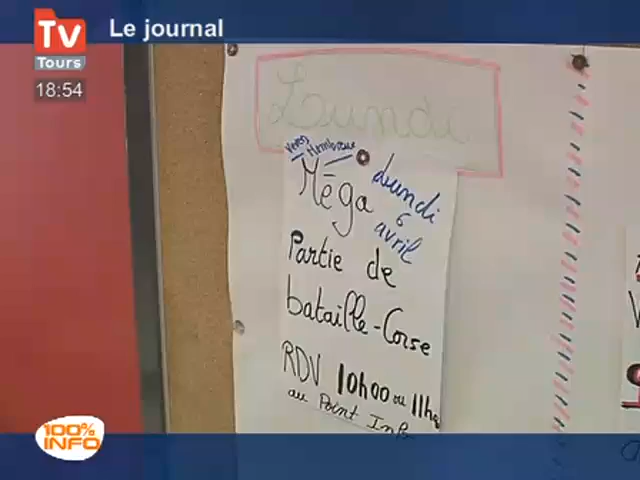 Tv
Tours
Le journal
18:54
Lundi
Venez Nombreux
Méga
Lundi
6
avril
Partie de
bataille-Corse
RDV 10h00 ou 11h
au Point Info
100%
INFO